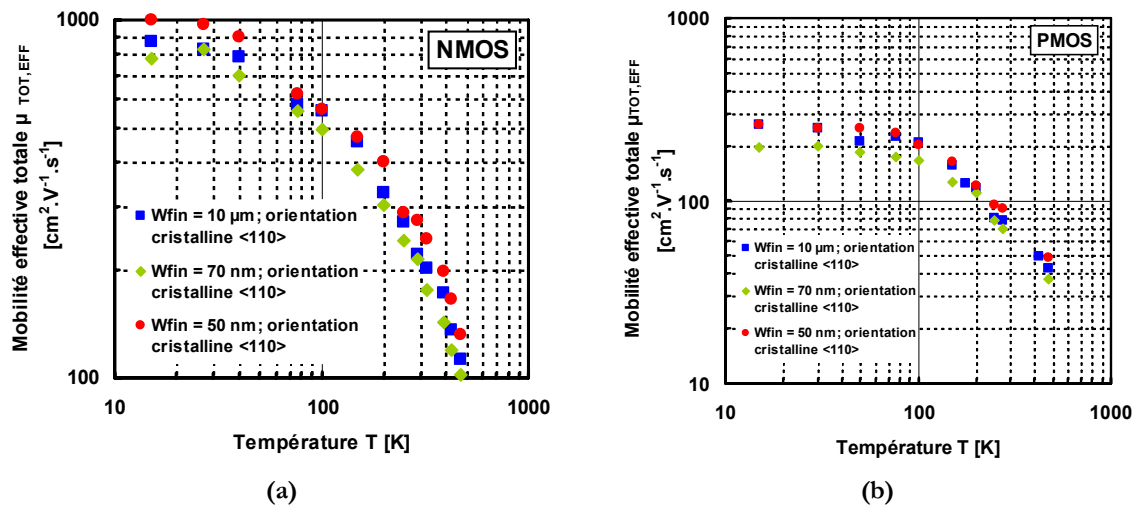 1000
NMOS
Mobilité effective totale µ TOT,EFF
[cm².V⁻¹.s⁻¹]
Wfin = 10 µm; orientation
cristalline <110>
Wfin = 70 nm; orientation
cristalline <110>
Wfin = 50 nm; orientation
cristalline <110>
100
10
100
1000
Température T [K]
(a)
1000
PMOS
Mobilité effective totale µTOT,EFF
[cm².V⁻¹.s⁻¹]
100
Wfin = 10 µm; orientation
cristalline <110>
Wfin = 70 nm; orientation
cristalline <110>
Wfin = 50 nm; orientation
cristalline <110>
10
10
100
1000
Température T [K]
(b)